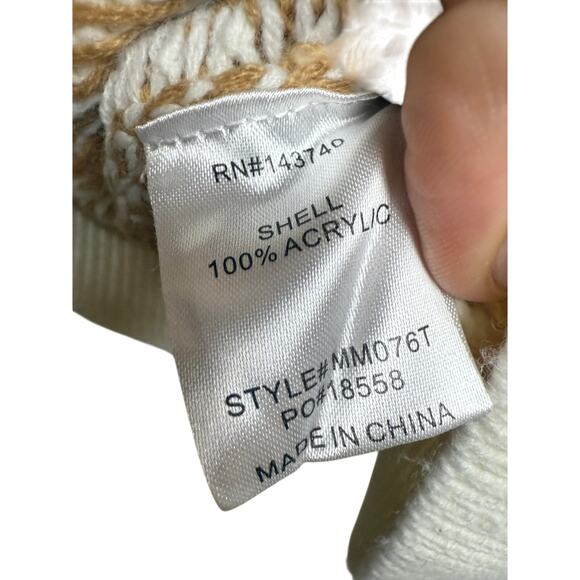 RN#143740
SHELL
100% ACRYLIC
STYLE#MM076T
PO#18558
MADE IN CHINA